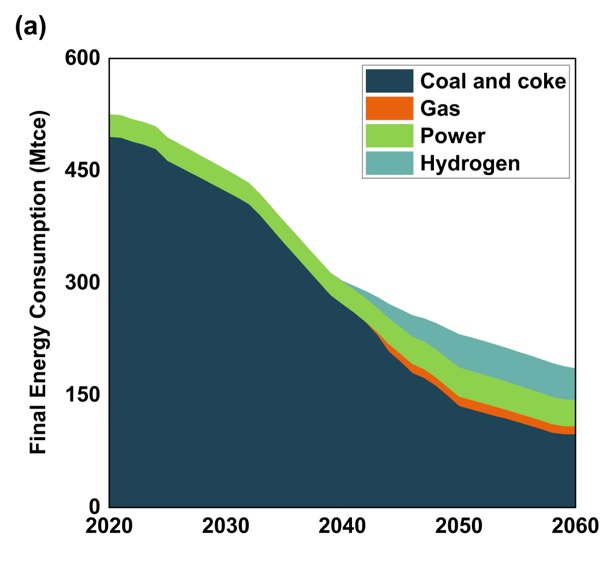 (a)
Final Energy Consumption (Mtce)
600
450
300
150
0
Coal and coke
Gas
Power
Hydrogen
2020 2030 2040 2050 2060